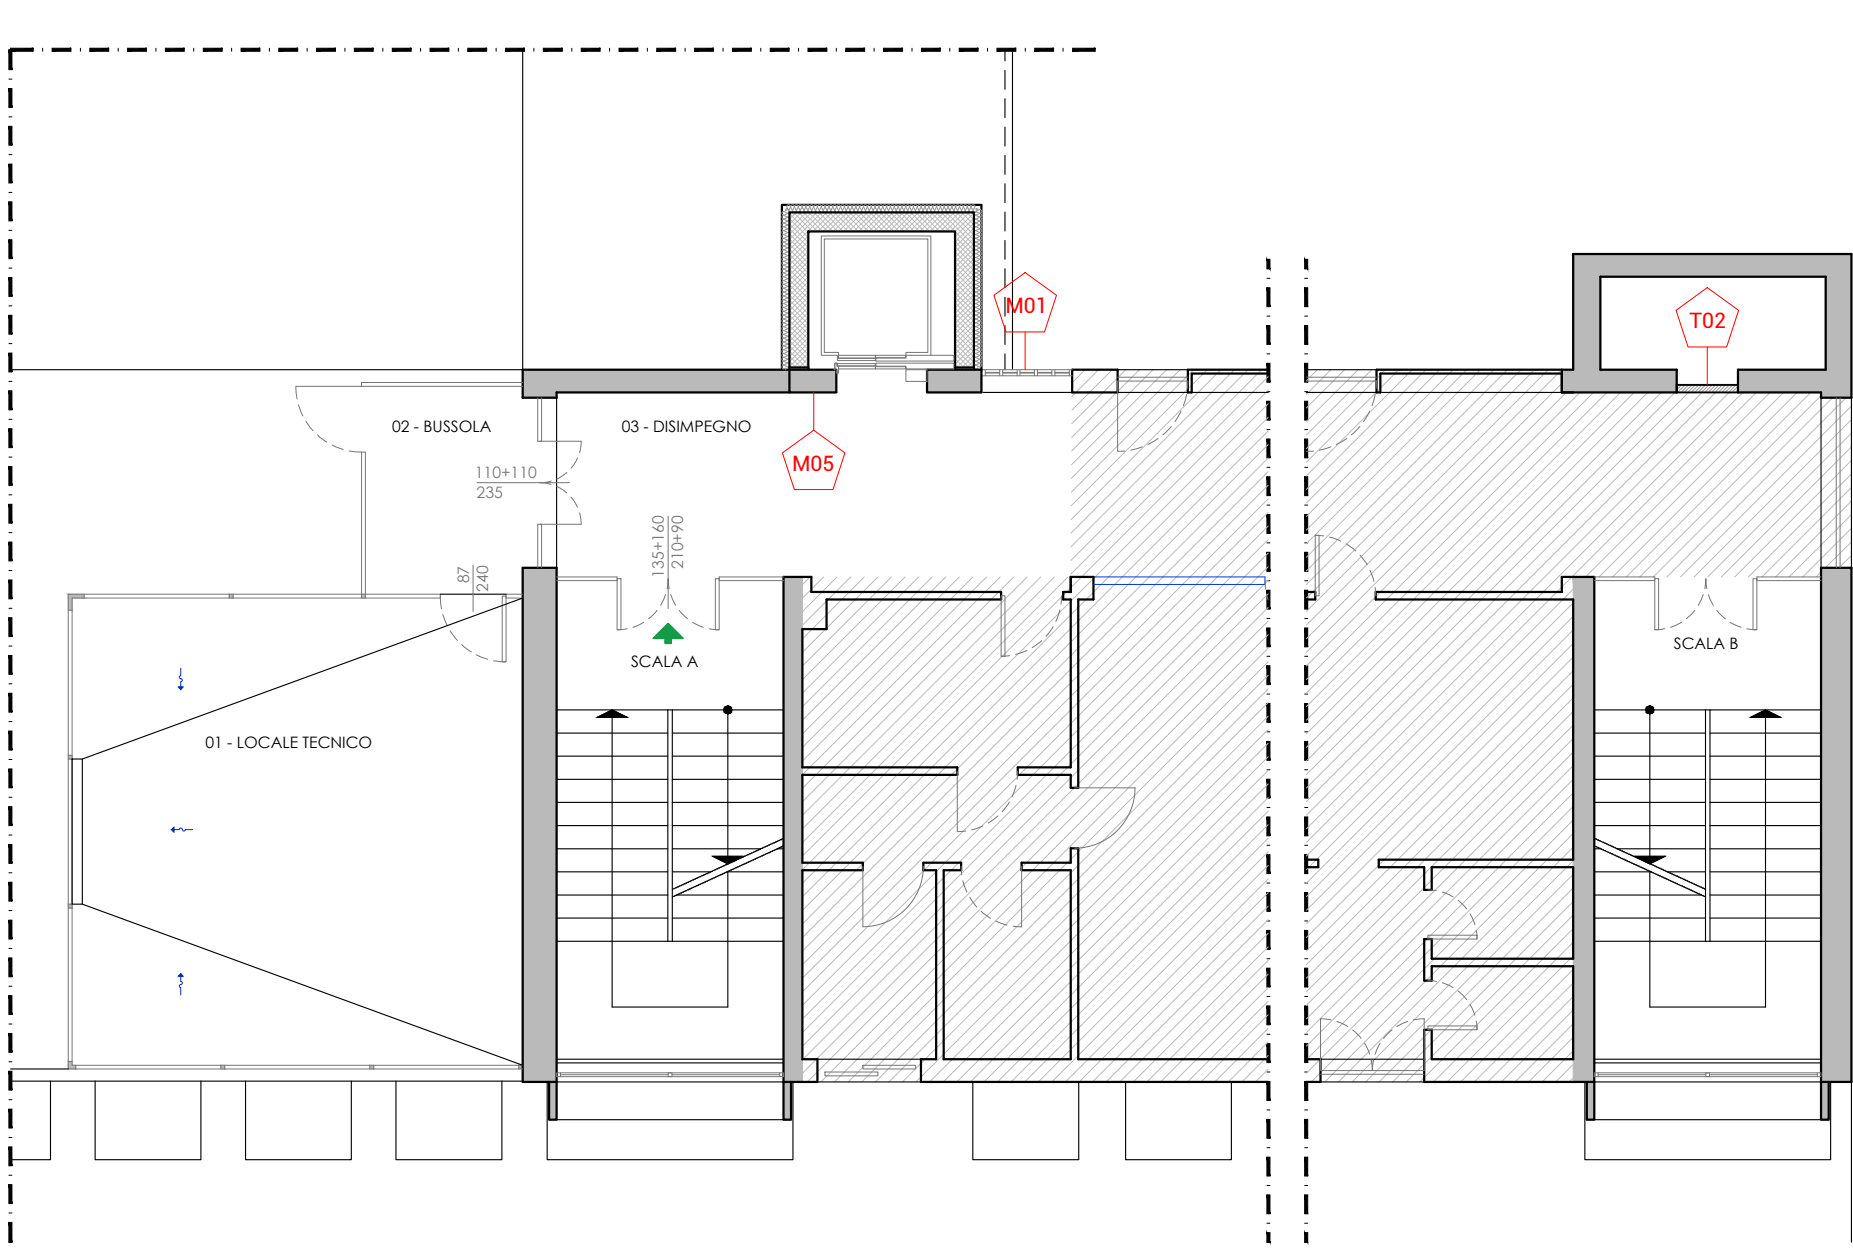 M01
T02
02 - BUSSOLA
03 - DISIMPEGNO
M05
110+110
235
135+160
210+90
87
240
SCALA A
SCALA B
01 - LOCALE TECNICO